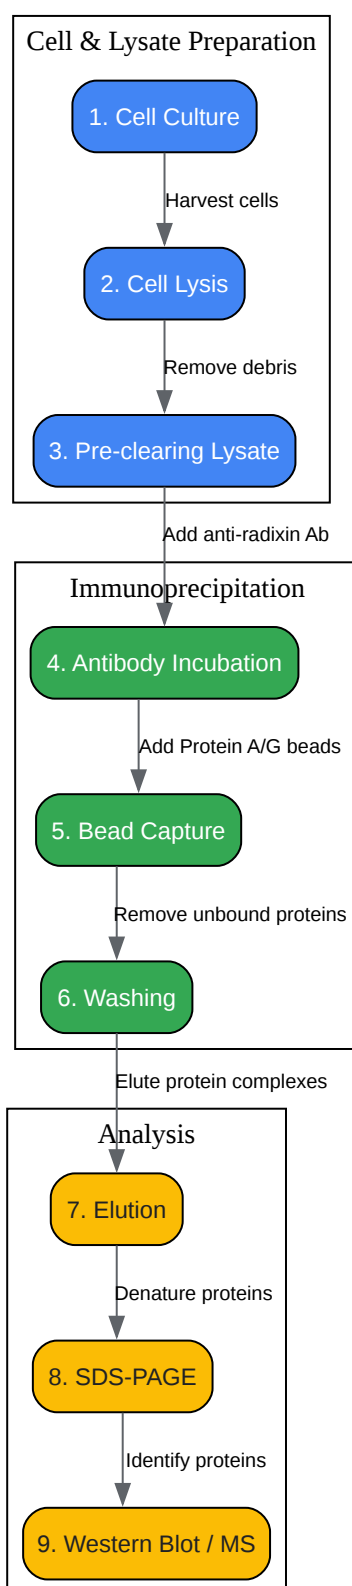 Cell & Lysate Preparation
1. Cell Culture
Harvest cells
2. Cell Lysis
Remove debris
3. Pre-clearing Lysate
Add anti-radixin Ab
Immunoprecipitation
4. Antibody Incubation
Add Protein A/G beads
5. Bead Capture
Remove unbound proteins
6. Washing
Elute protein complexes
Analysis
7. Elution
Denature proteins
8. SDS-PAGE
Identify proteins
9. Western Blot / MS